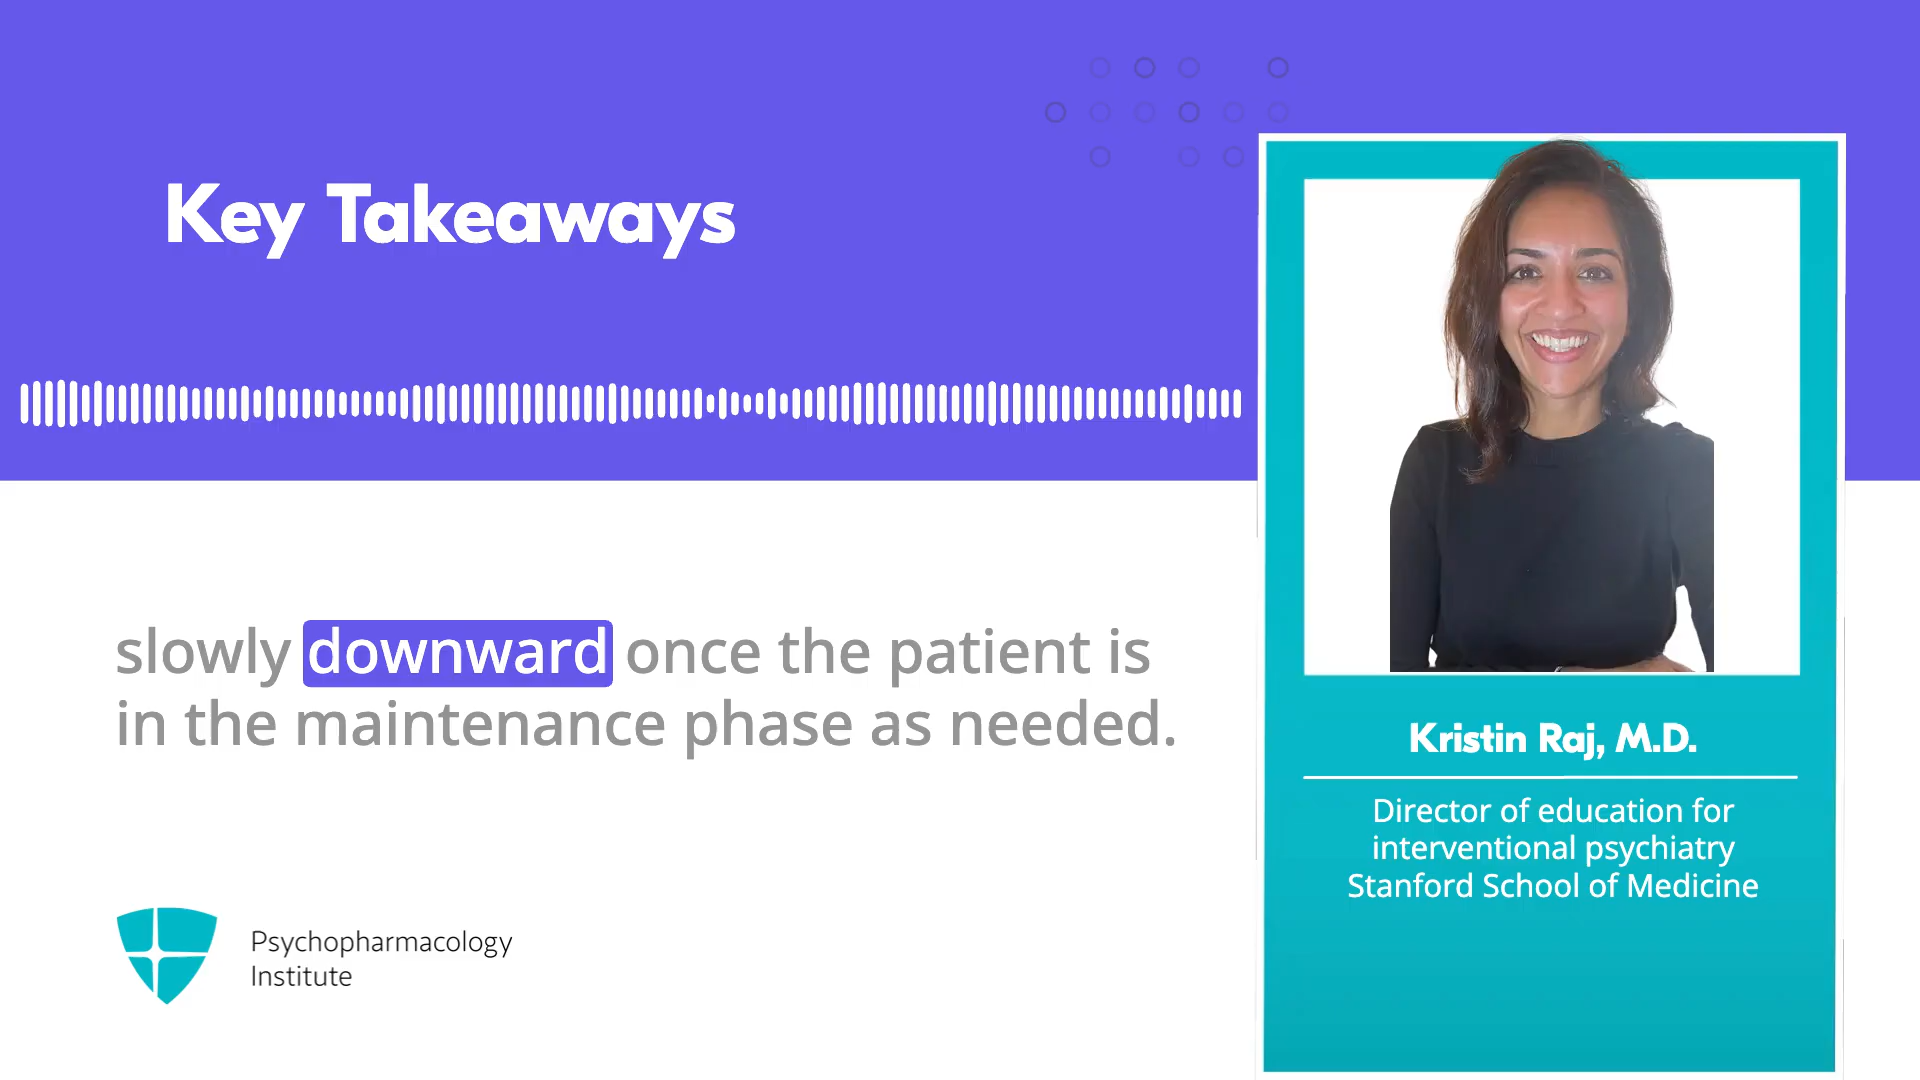 Key Takeaways
slowly downward once the patient is
in the maintenance phase as needed.
Kristin Raj, M.D.
Director of education for
interventional psychiatry
Stanford School of Medicine
Psychopharmacology
Institute